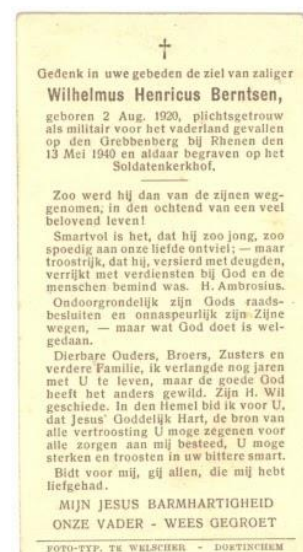 Gedenk in uwe gebeden de ziel van zaliger
Wilhelmus Henricus Berntsen,
geboren 2 Aug. 1920, plichtsgetrouw
als militair voor het vaderland gevallen
op den Grebbenberg bij Rhenen den
13 Mei 1940 en aldaar begraven op het
Soldatenkerkhof.
Zoo werd hij dan van de zijnen weg-
genomen; in den ochtend van een veel
belovend leven!
Smartvol is het, dat hij zoo jong, zoo
spoedig aan onze liefde ontviel; — maar
troostrijk, dat hij, versierd met deugden,
verrijkt met verdiensten bij God en de
menschen bemind was. H. Ambrosius.
Ondoorgrondelijk zijn Gods raads-
besluiten en onnaspeurlijk zijn Zijne
wegen, — maar wat God doet is wel-
gedaan.
Dierbare Ouders, Broers, Zusters en
verdere Familie, ik verlangde nog jaren
met U te leven, maar de goede God
heeft het anders gewild. Zijn H. Wil
geschiede. In den Hemel bid ik voor U,
dat Jesus' Goddelijk Hart, de bron van
alle vertroosting U moge zegenen voor
alle zorgen aan mij besteed, U moge
sterken en troosten in uw bittere smart.
Bidt voor mij, gij allen, die mij hebt
liefgehad.
MIJN JESUS BARMHARTIGHEID
ONZE VADER - WEES GEGROET
FOTO-TYP. TE WELSCHER - DOETINCHEM